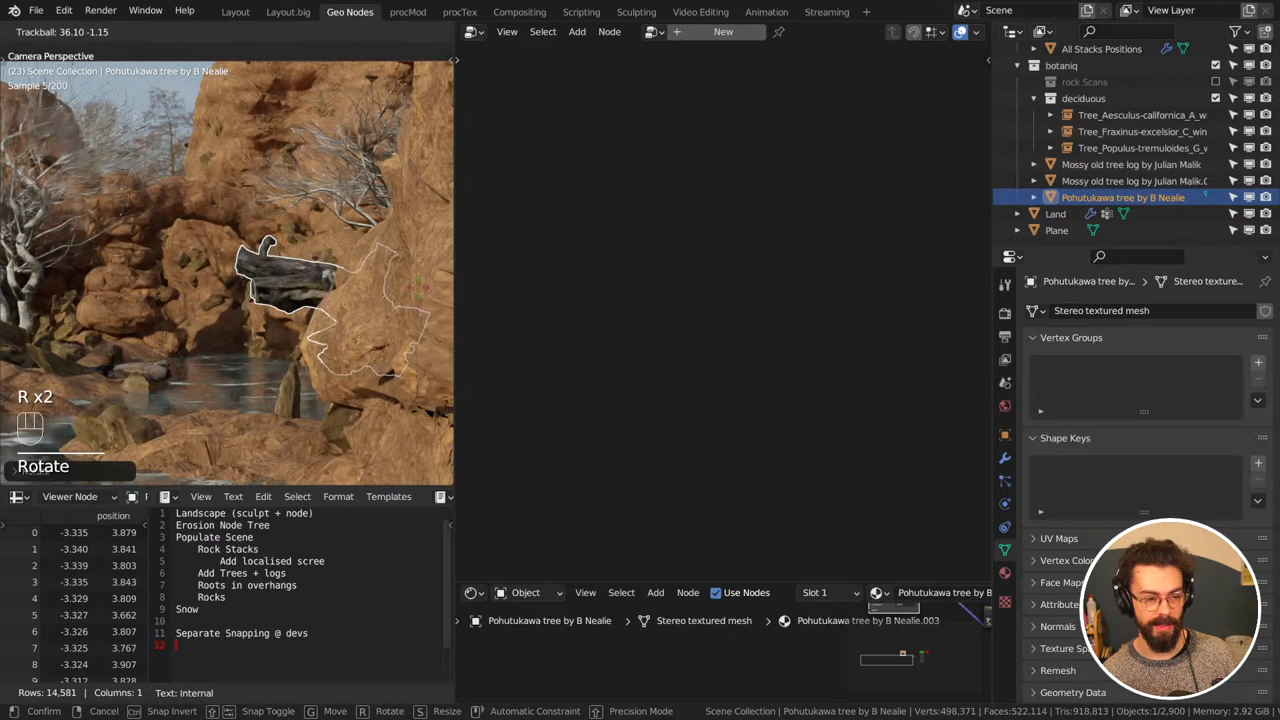 File Edit Render Window Help Layout Layout.big Geo Nodes procMod procTex Compositing Scripting Sculpting Video Editing Animation Streaming + Scene View Layer
Trackball: 36.10 -1.15
View Select Add Node New
Camera Perspective
(23) Scene Collection | Pohutukawa tree by B Nealie
Sample 5/200
All Stacks Positions
botaniq
rock Scans
deciduous
Tree_Aesculus-californica_A_w
Tree_Fraxinus-excelsior_C_win
Tree_Populus-tremuloides_G_v
Mossy old tree log by Julian Malik
Mossy old tree log by Julian Malik.0
Pohutukawa tree by B Nealie
Land
Plane
Pohutukawa tree by... Stereo texture...
Stereo textured mesh
Vertex Groups
Shape Keys
UV Maps
Vertex Colo
Face Maps
Attribute
Normals
Texture Sp
Remesh
Geometry Data
R x2
Rotate
Viewer Node View Text Edit Select Format Templates
position
0 -3.335 3.879
1 -3.340 3.841
2 -3.339 3.803
3 -3.335 3.843
4 -3.329 3.809
5 -3.317 3.662
6 -3.326 3.807
7 -3.325 3.767
8 -3.324 3.907
9 -3.312 3.828
Rows: 14,581 | Columns: 1
1 Landscape (sculpt + node)
2 Erosion Node Tree
3 Populate Scene
4 Rock Stacks
5 Add localised scree
6 Add Trees + logs
7 Roots in overhangs
8 Rocks
9 Snow
10
11 Separate Snapping @ devs
12
Text: Internal
Object View Select Add Node Use Nodes Slot 1 Pohutukawa tree by B
Pohutukawa tree by B Nealie Stereo textured mesh Pohutukawa tree by B Nealie.003
Confirm Cancel Ctrl Snap Invert Snap Toggle G Move R Rotate S Resize Automatic Constraint Precision Mode Scene Collection | Pohutukawa tree by B Nealie | Verts:498,371 | Faces:522,114 | Tris:918,813 | Objects:1/2,900 | Memory: 2.92 GiB